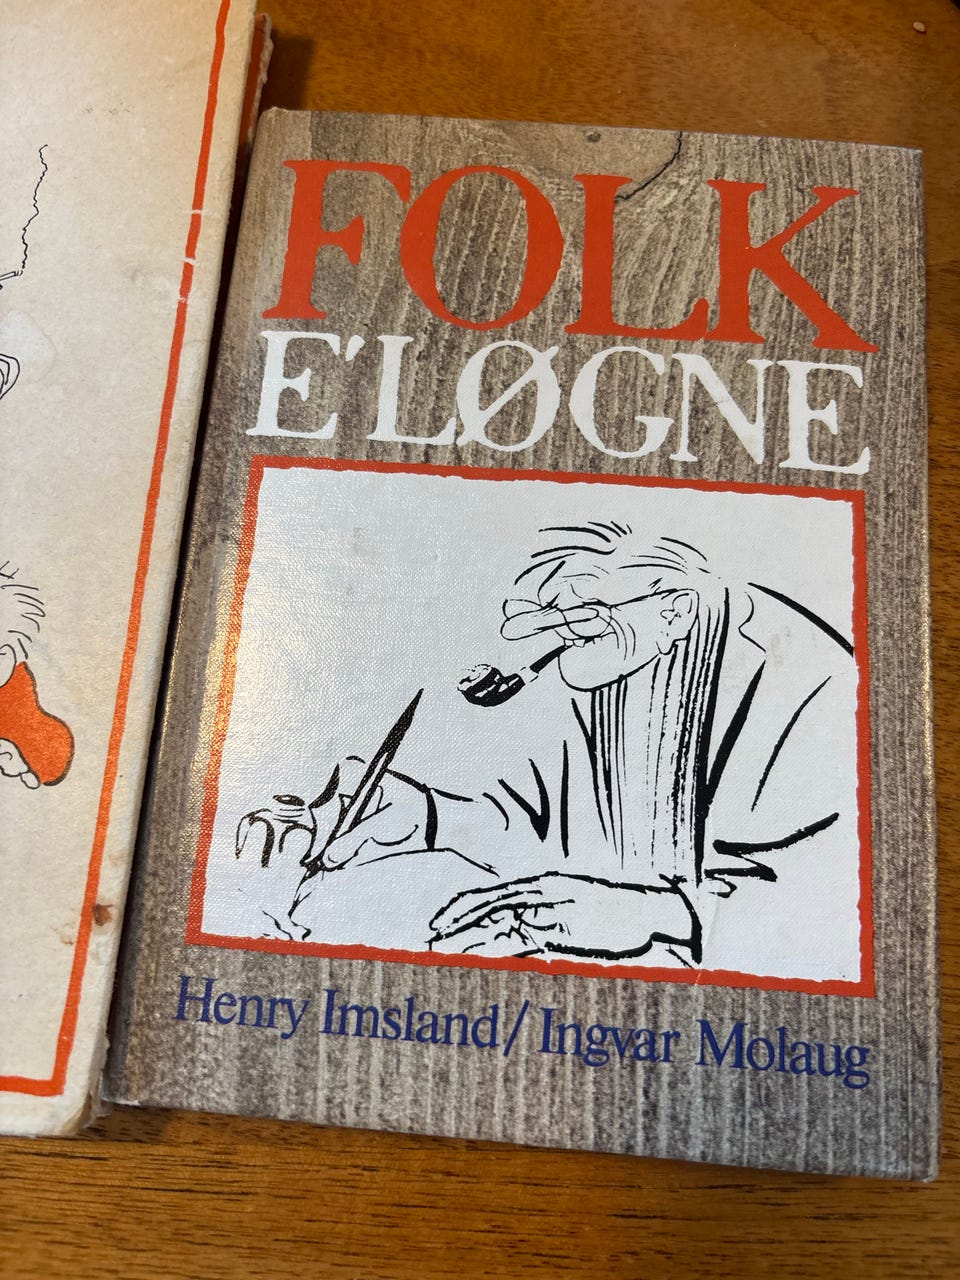 FOLK
E'LØGNE
Henry Imsland/Ingvar Molaug